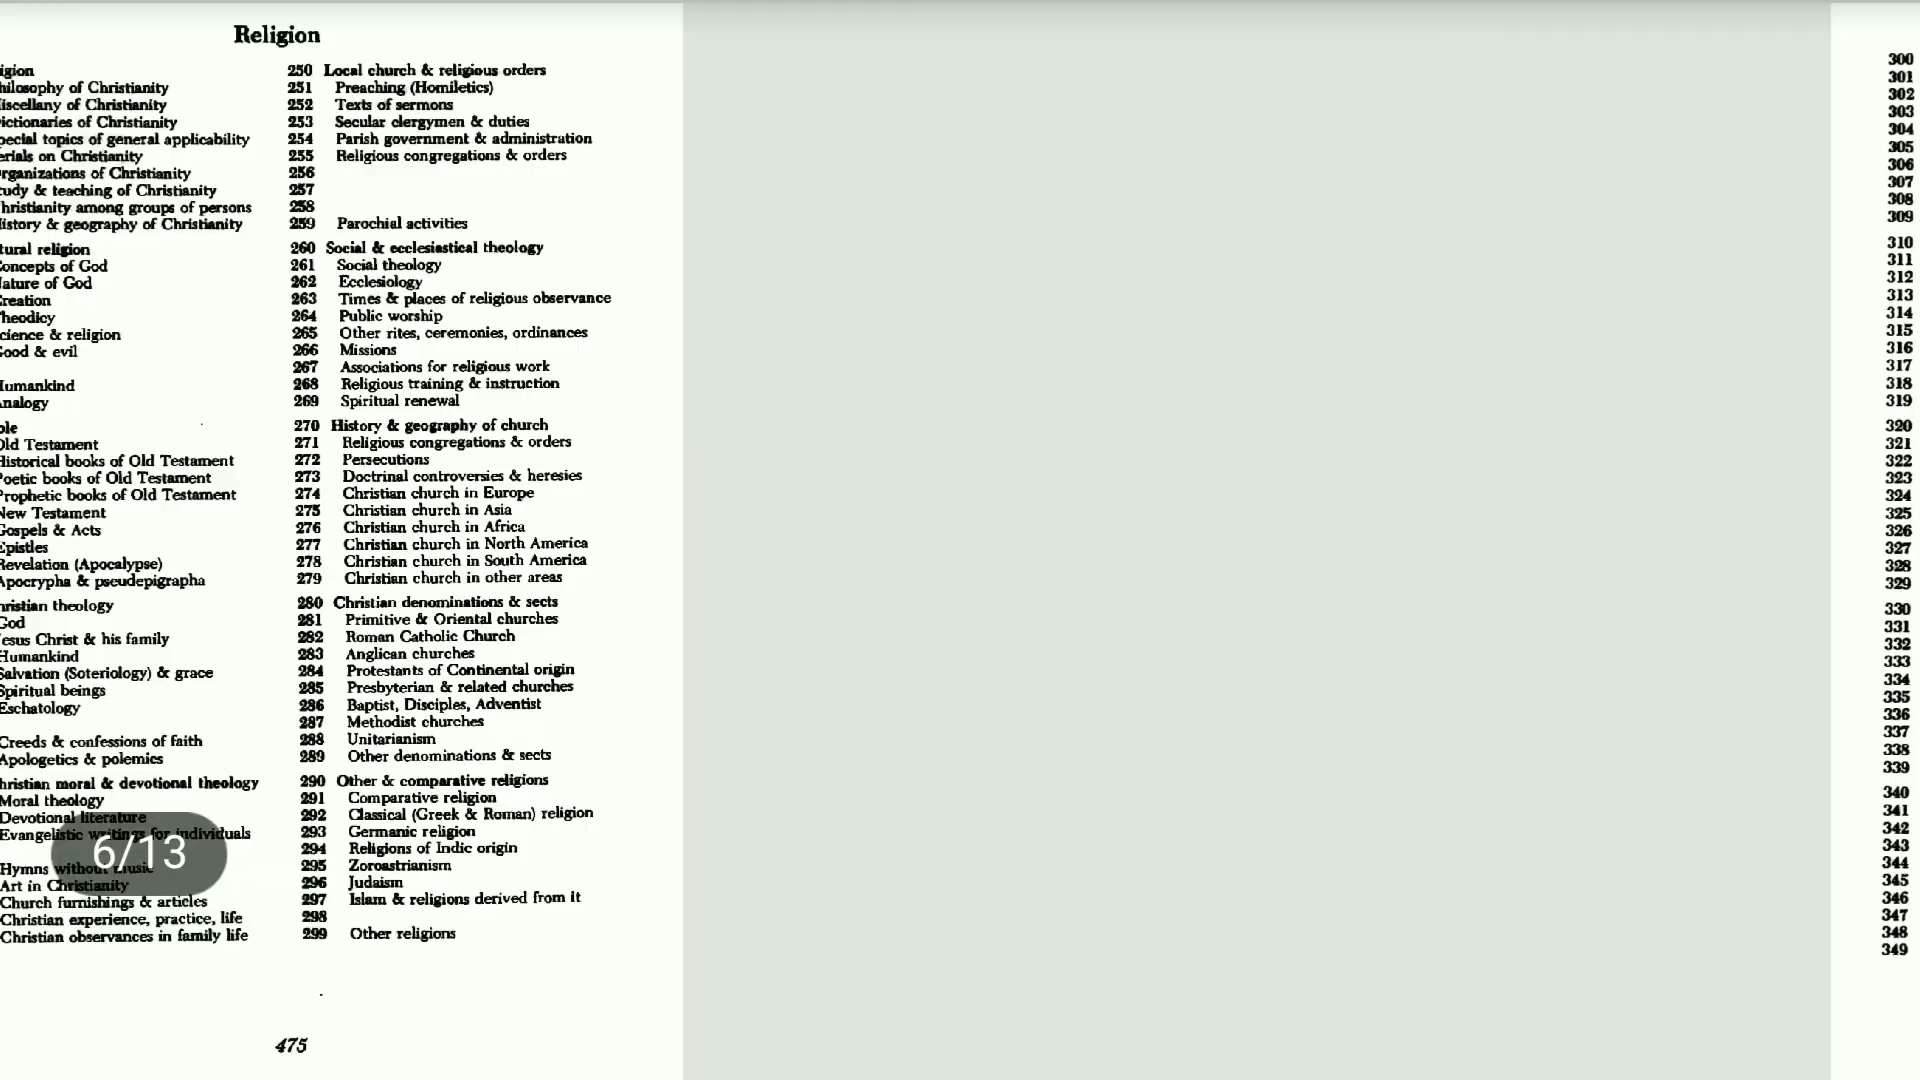 Religion
igion
hilosophy of Christianity
iscellany of Christianity
ictionaries of Christianity
pecial topics of general applicability
erials on Christianity
rganizations of Christianity
tudy & teaching of Christianity
hristianity among groups of persons
istory & geography of Christianity
tural religion
oncepts of God
ature of God
reation
heodicy
cience & religion
ood & evil
umankind
nalogy
ble
Old Testament
Historical books of Old Testament
Poetic books of Old Testament
Prophetic books of Old Testament
New Testament
Gospels & Acts
Epistles
Revelation (Apocalypse)
Apocrypha & pseudepigrapha
hristian theology
God
esus Christ & his family
Humankind
Salvation (Soteriology) & grace
Spiritual beings
Eschatology
Creeds & confessions of faith
Apologetics & polemics
hristian moral & devotional theology
Moral theology
Devotional literature
Evangelistic writings for individuals
Hymns without music
Art in Christianity
Church furnishings & articles
Christian experience, practice, life
Christian observances in family life
6/13
250 Local church & religious orders
251 Preaching (Homiletics)
252 Texts of sermons
253 Secular clergymen & duties
254 Parish government & administration
255 Religious congregations & orders
256
257
258
259 Parochial activities
260 Social & ecclesiastical theology
261 Social theology
262 Ecclesiology
263 Times & places of religious observance
264 Public worship
265 Other rites, ceremonies, ordinances
266 Missions
267 Associations for religious work
268 Religious training & instruction
269 Spiritual renewal
270 History & geography of church
271 Religious congregations & orders
272 Persecutions
273 Doctrinal controversies & heresies
274 Christian church in Europe
275 Christian church in Asia
276 Christian church in Africa
277 Christian church in North America
278 Christian church in South America
279 Christian church in other areas
280 Christian denominations & sects
281 Primitive & Oriental churches
282 Roman Catholic Church
283 Anglican churches
284 Protestants of Continental origin
285 Presbyterian & related churches
286 Baptist, Disciples, Adventist
287 Methodist churches
288 Unitarianism
289 Other denominations & sects
290 Other & comparative religions
291 Comparative religion
292 Classical (Greek & Roman) religion
293 Germanic religion
294 Religions of Indic origin
295 Zoroastrianism
296 Judaism
297 Islam & religions derived from it
298
299 Other religions
475
300
301
302
303
304
305
306
307
308
309
310
311
312
313
314
315
316
317
318
319
320
321
322
323
324
325
326
327
328
329
330
331
332
333
334
335
336
337
338
339
340
341
342
343
344
345
346
347
348
349